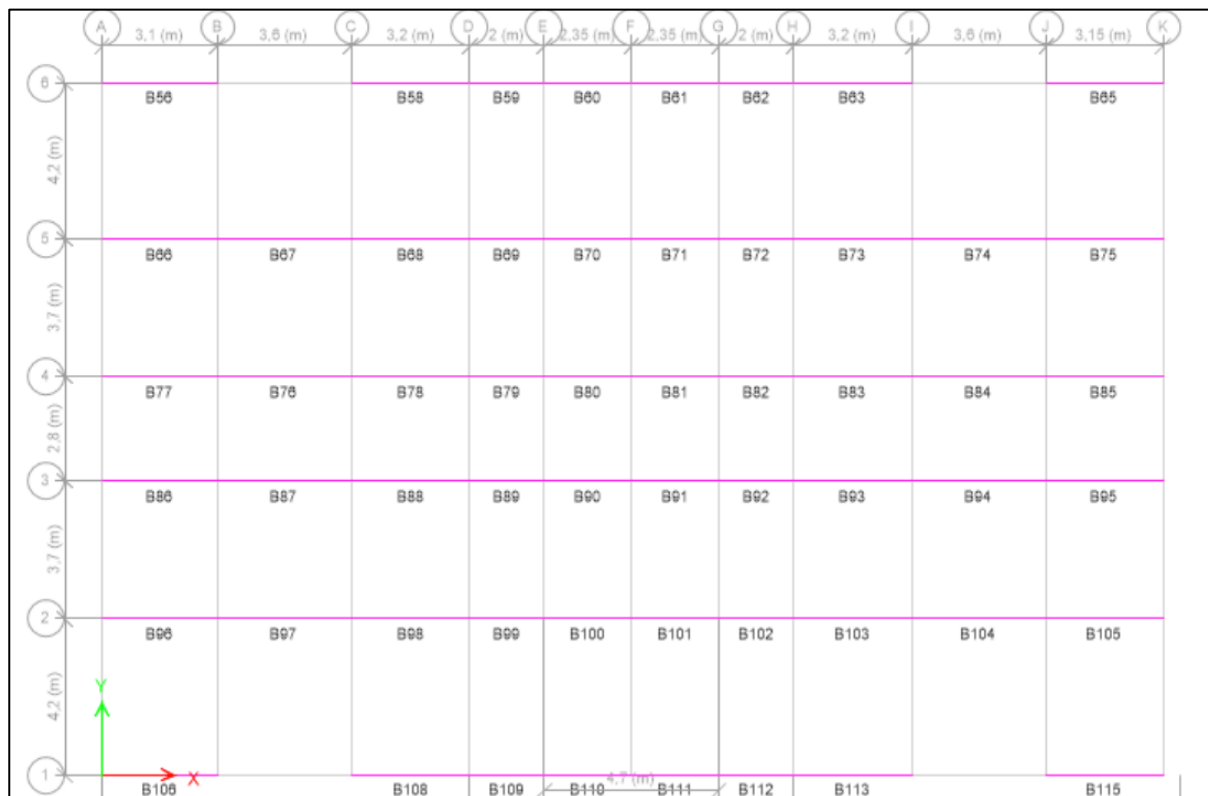 A B C D E F G H I J K
3,1 (m) 3,6 (m) 3,2 (m) 2 (m) 2,35 (m) 2,35 (m) 2 (m) 3,2 (m) 3,6 (m) 3,15 (m)
6
B56 B58 B59 B60 B61 B62 B63 B65
4,2 (m)
5
B66 B67 B68 B69 B70 B71 B72 B73 B74 B75
3,7 (m)
4
B77 B76 B78 B79 B80 B81 B82 B83 B84 B85
2,8 (m)
3
B86 B87 B88 B89 B90 B91 B92 B93 B94 B95
3,7 (m)
2
B96 B97 B98 B99 B100 B101 B102 B103 B104 B105
4,2 (m)
Y
1 X 4,7 (m)
B106 B108 B109 B110 B111 B112 B113 B115